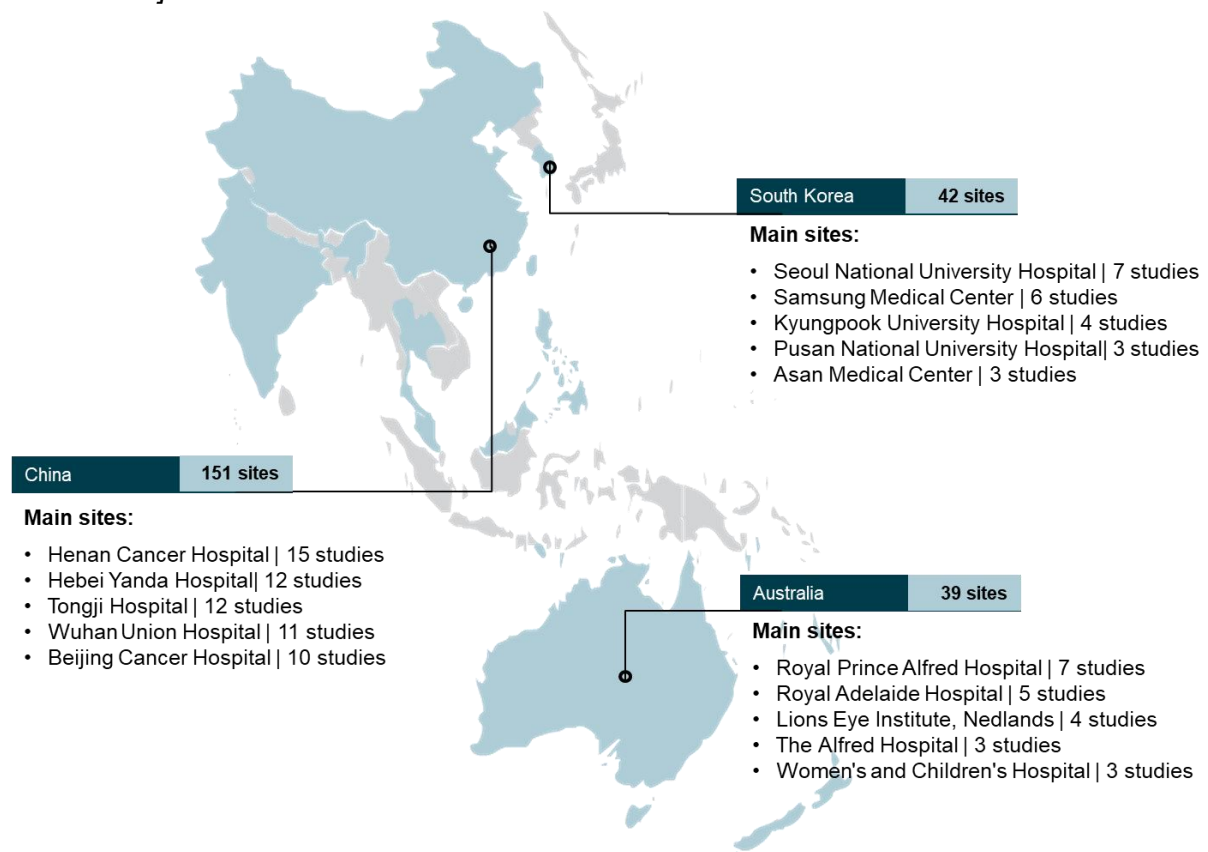 South Korea 42 sites
Main sites:
• Seoul National University Hospital | 7 studies
• Samsung Medical Center | 6 studies
• Kyungpook University Hospital | 4 studies
• Pusan National University Hospital| 3 studies
• Asan Medical Center | 3 studies
China 151 sites
Main sites:
• Henan Cancer Hospital | 15 studies
• Hebei Yanda Hospital| 12 studies
• Tongji Hospital | 12 studies
• Wuhan Union Hospital | 11 studies
• Beijing Cancer Hospital | 10 studies
Australia 39 sites
Main sites:
• Royal Prince Alfred Hospital | 7 studies
• Royal Adelaide Hospital | 5 studies
• Lions Eye Institute, Nedlands | 4 studies
• The Alfred Hospital | 3 studies
• Women's and Children's Hospital | 3 studies